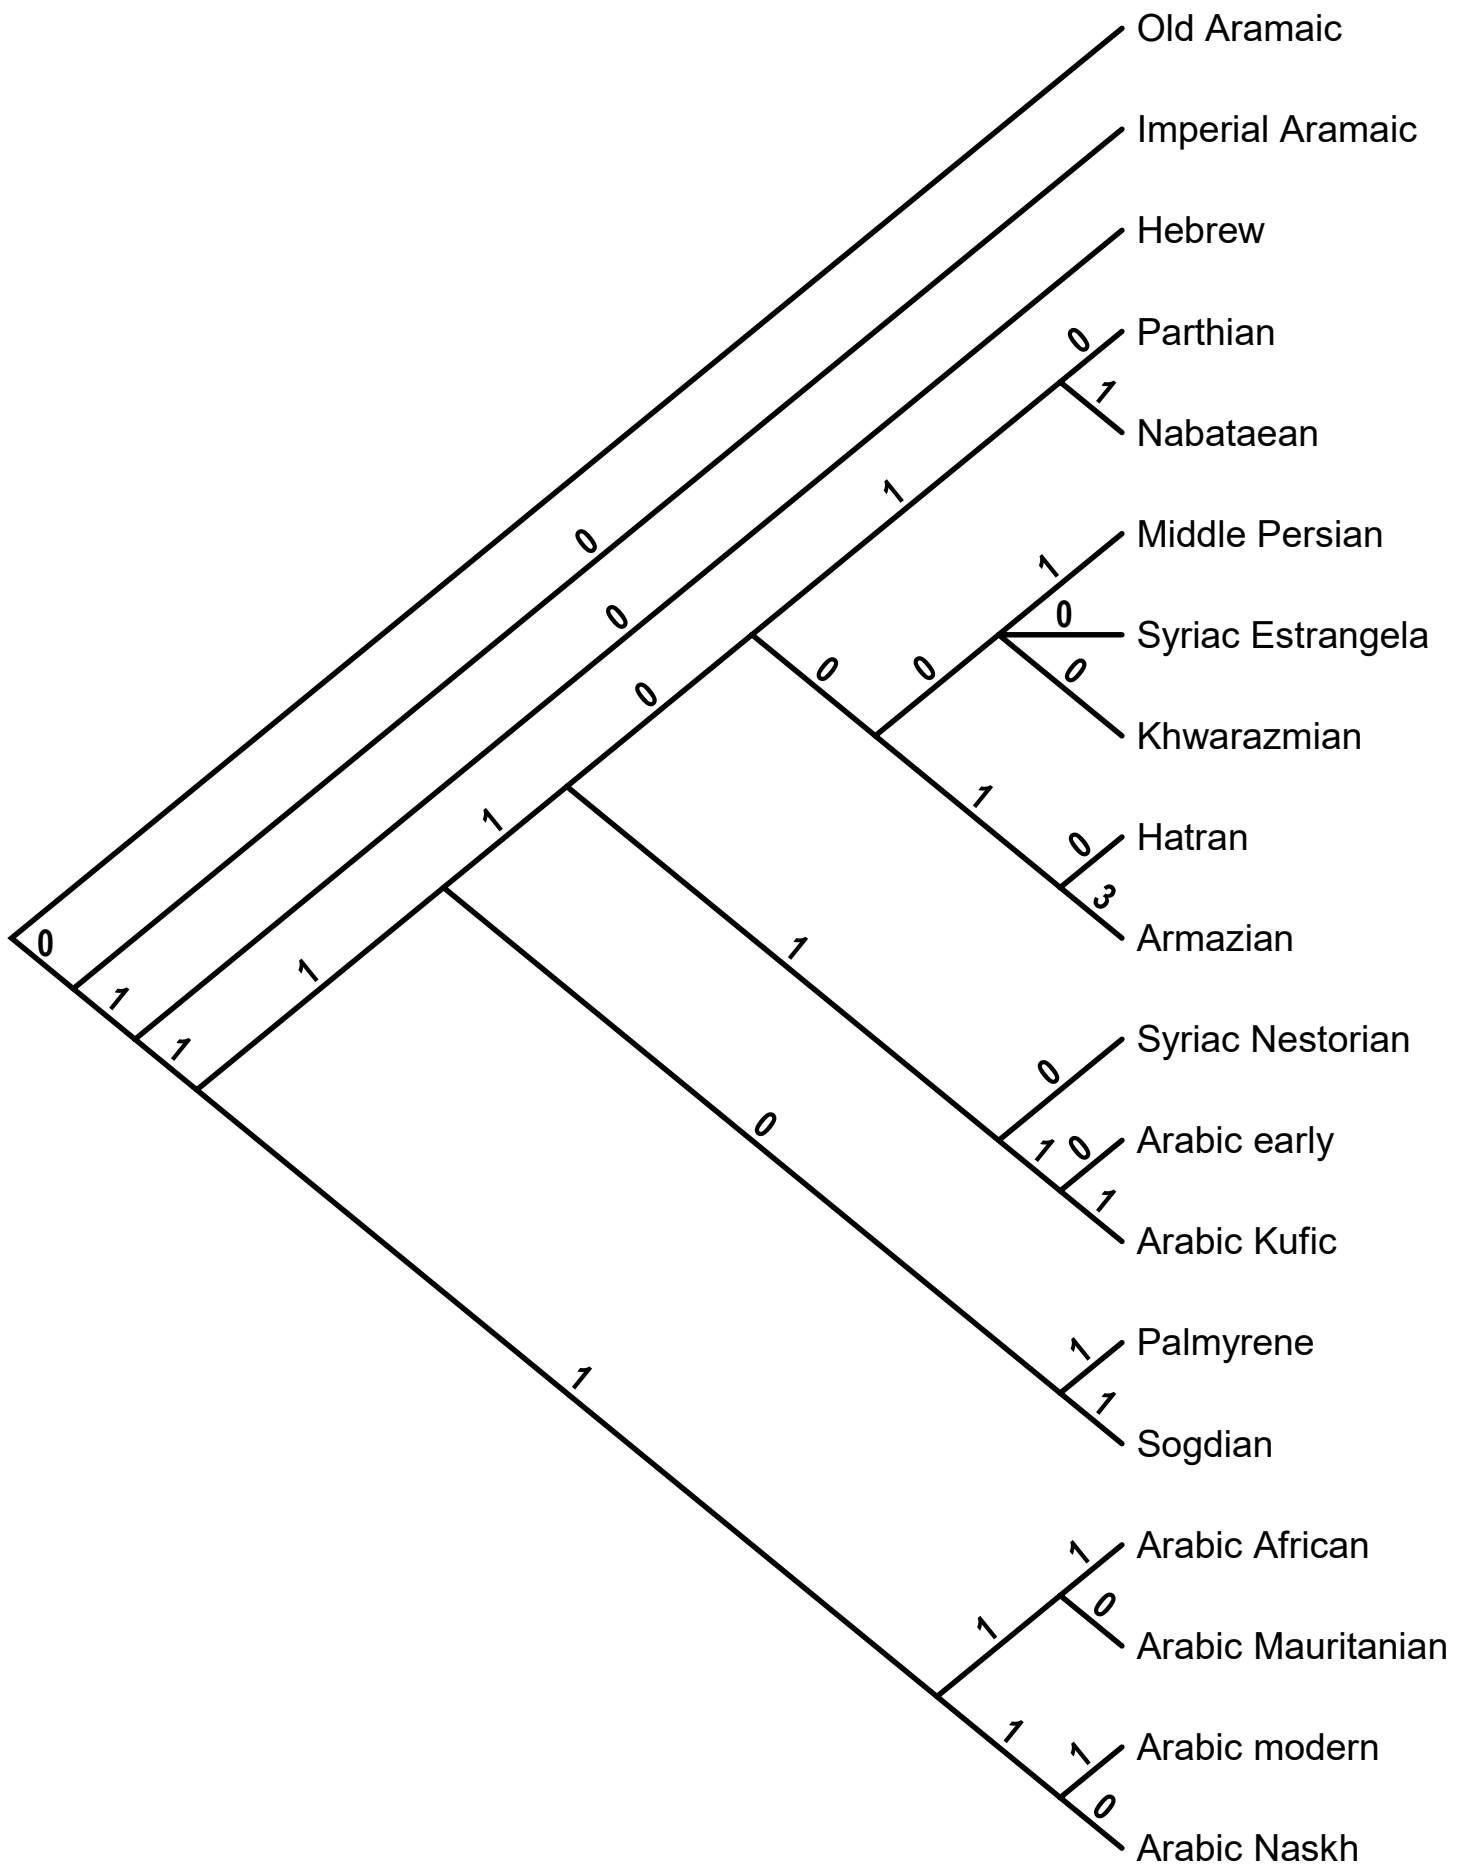 Old Aramaic
Imperial Aramaic
Hebrew
0 Parthian
1 Nabataean
1
Middle Persian
1
0
Syriac Estrangela
0 0 0 0
0
0
Khwarazmian
1
1
0 Hatran
3
Armazian
0
1
1
1
1
Syriac Nestorian
0
0
1 0 Arabic early
1
Arabic Kufic
1 Palmyrene
1
1
Sogdian
1 Arabic African
0
1
Arabic Mauritanian
1
1 Arabic modern
0
Arabic Naskh